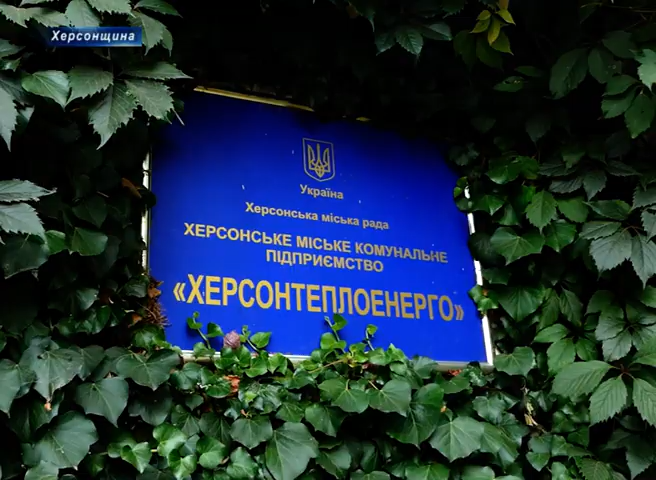 Херсонщина
Україна
Херсонська міська рада
ХЕРСОНСЬКЕ МІСЬКЕ КОМУНАЛЬНЕ
ПІДПРИЄМСТВО
«ХЕРСОНТЕПЛОЕНЕРГО»